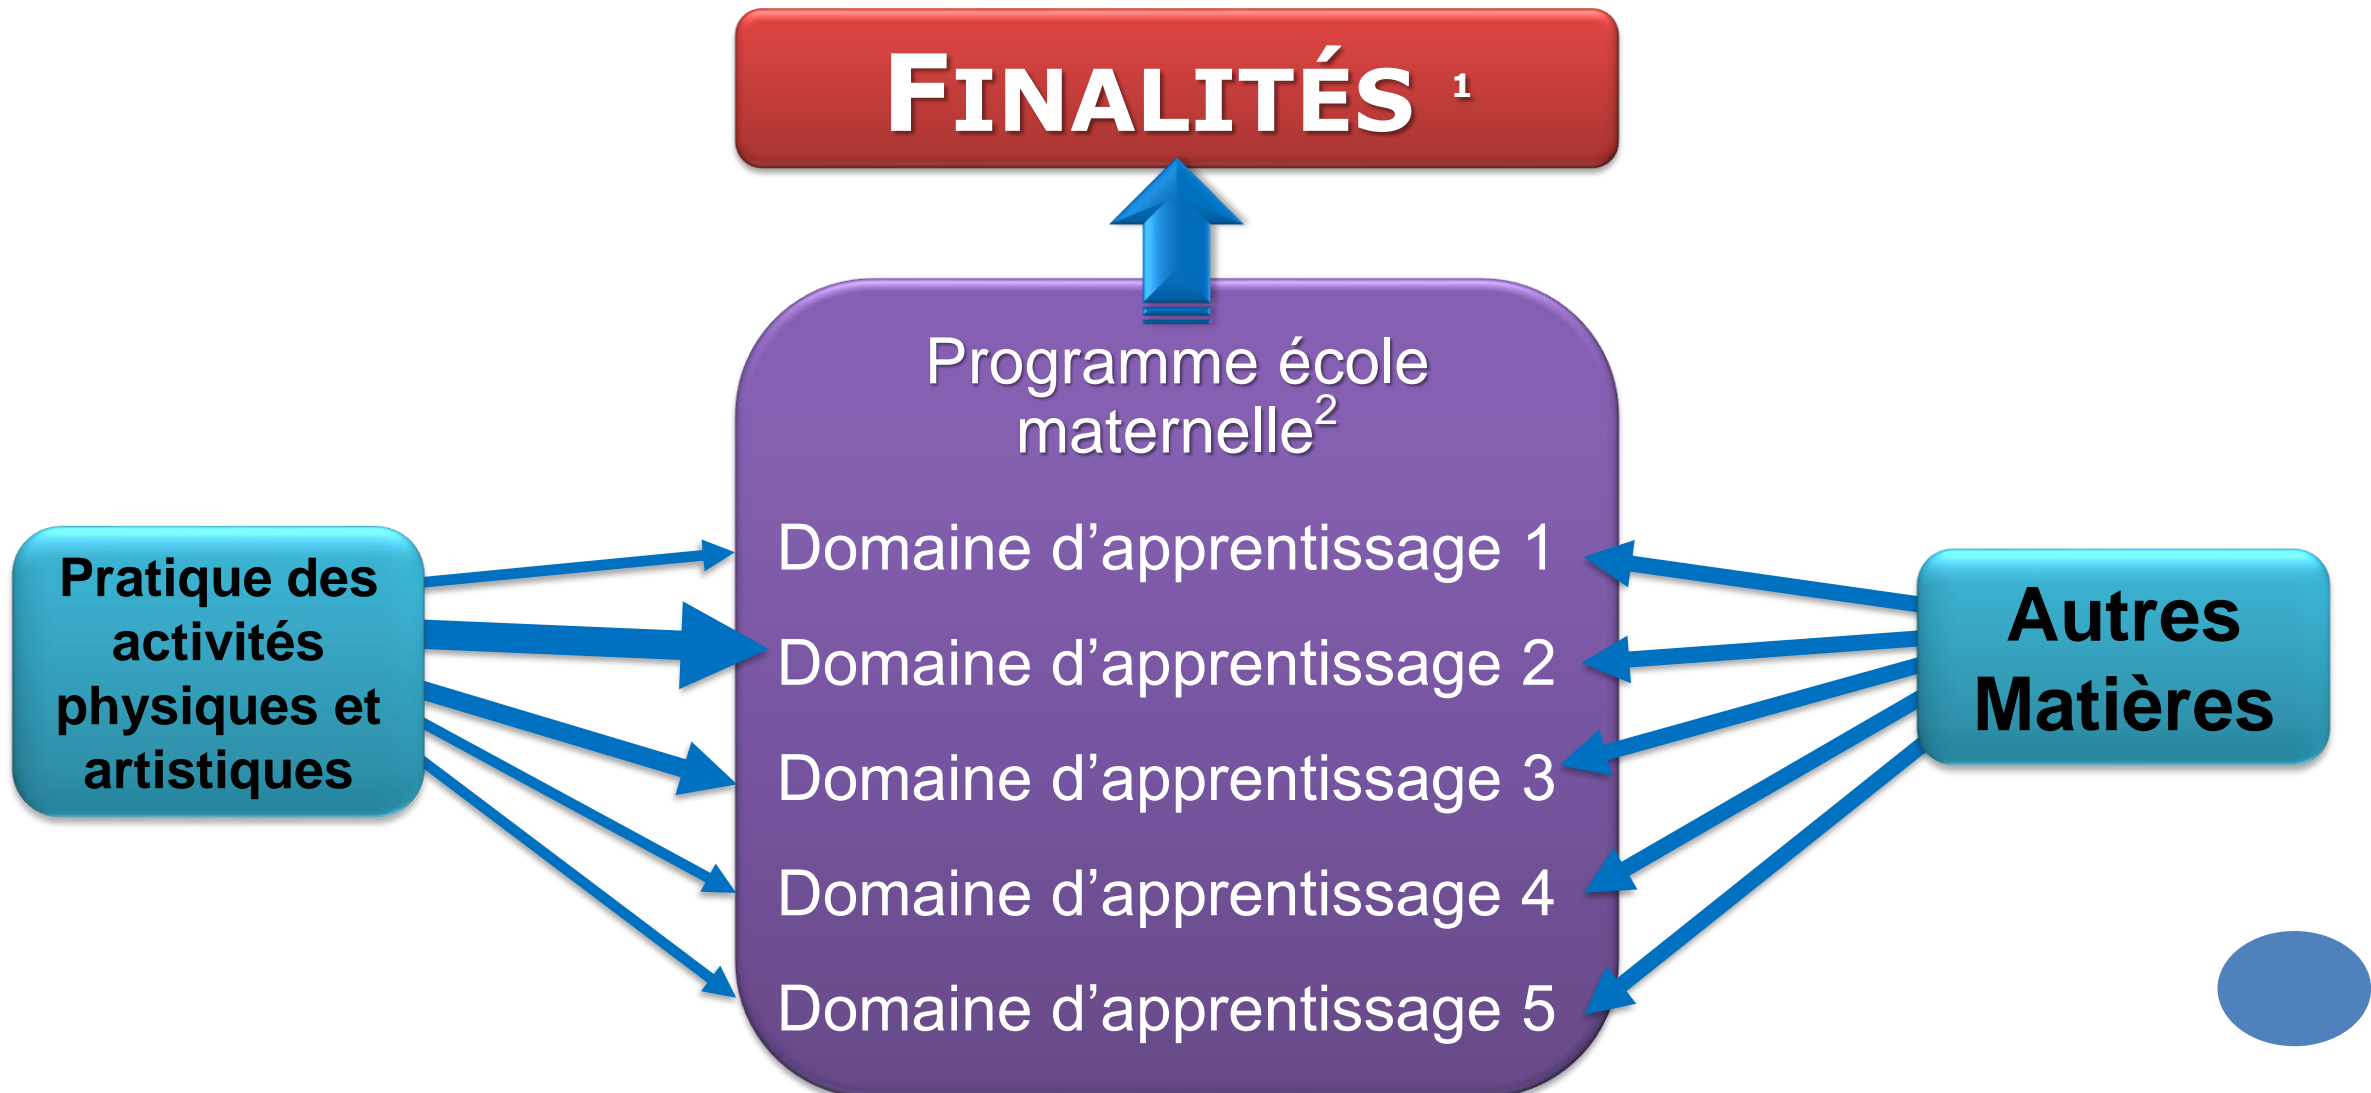 FINALITÉS ¹
Programme école
maternelle²
Pratique des
activités
physiques et
artistiques
Domaine d’apprentissage 1
Domaine d’apprentissage 2
Domaine d’apprentissage 3
Domaine d’apprentissage 4
Domaine d’apprentissage 5
Autres
Matières